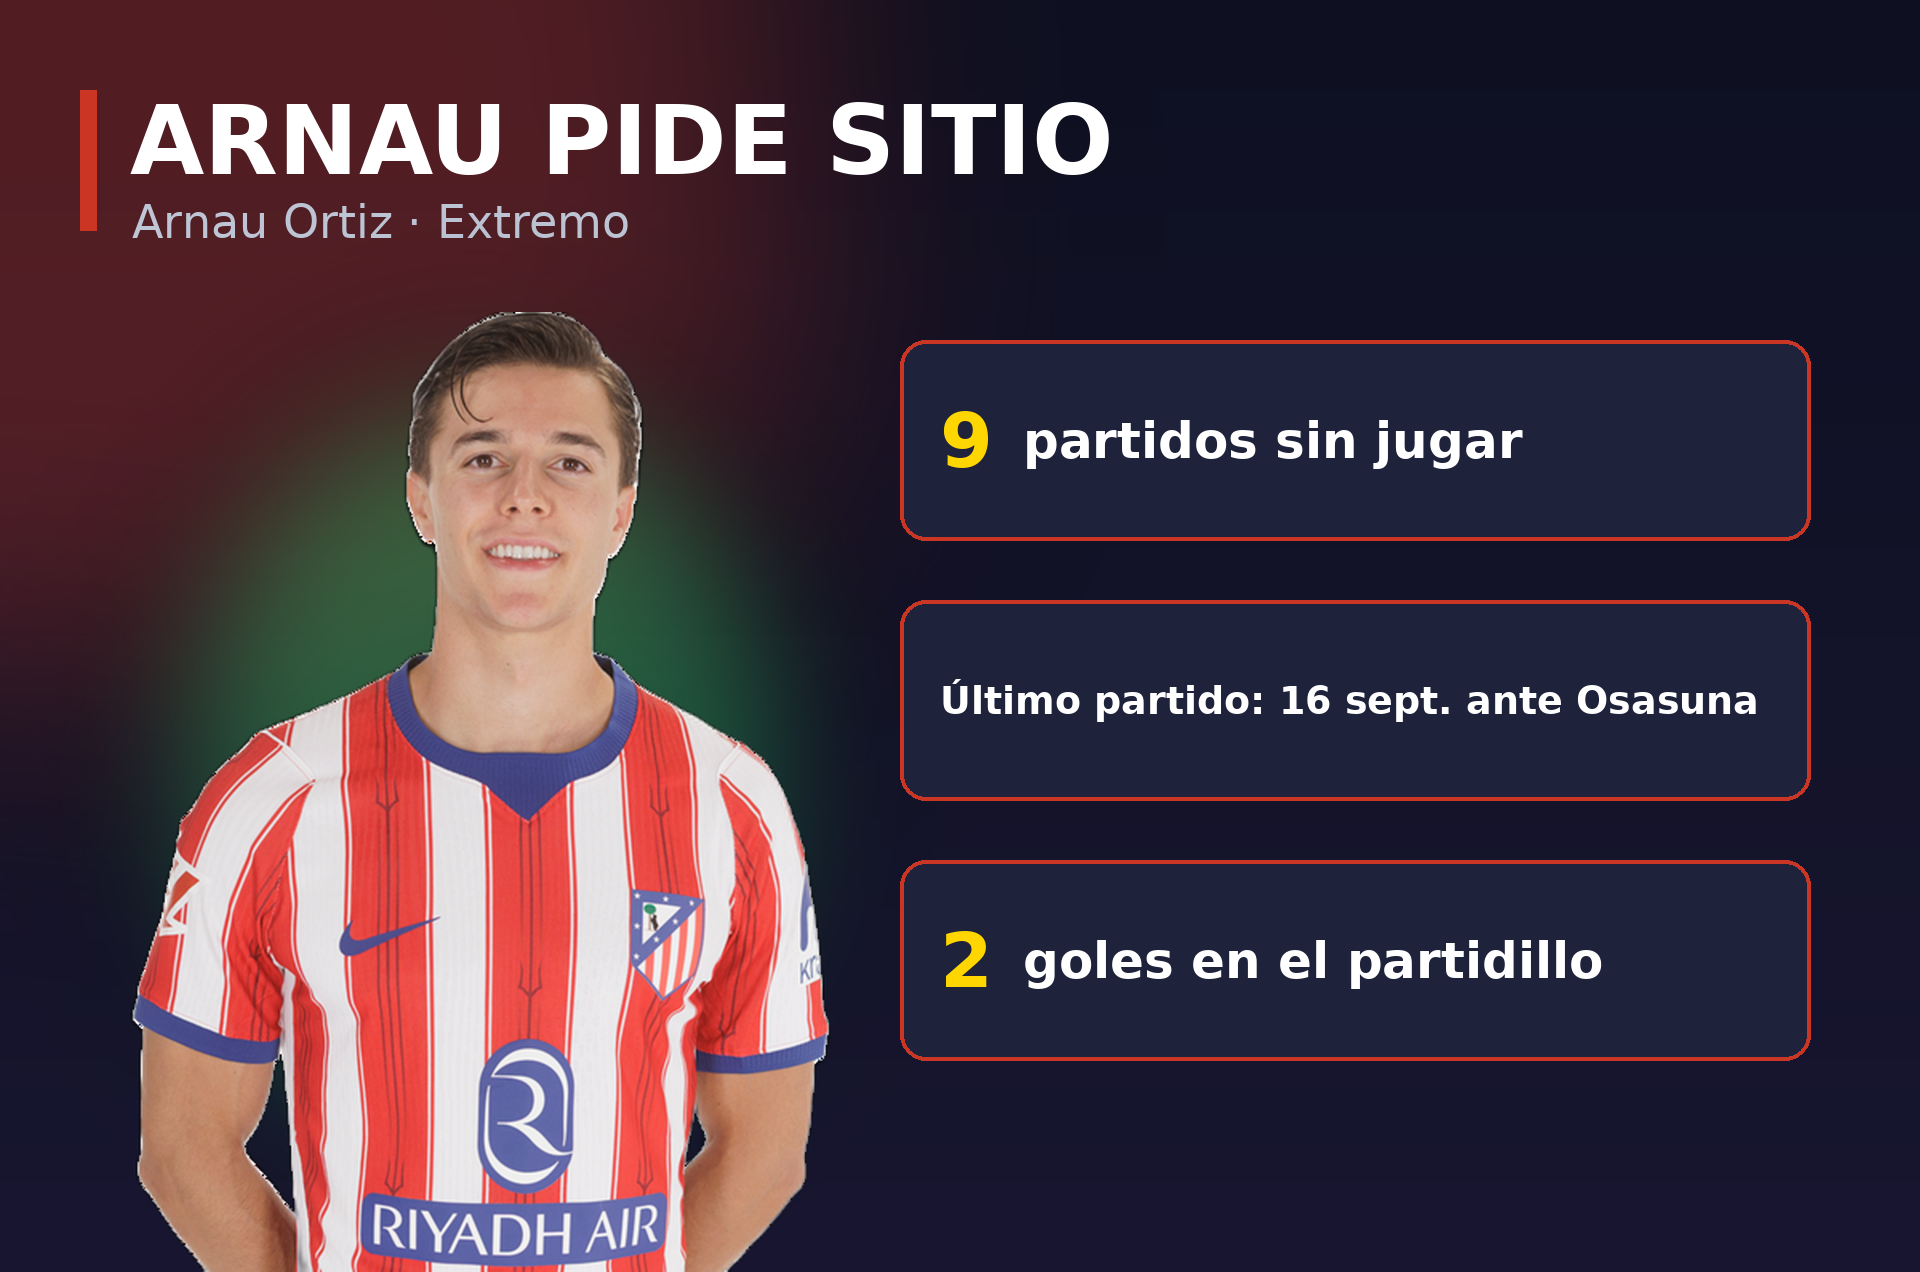 ARNAU PIDE SITIO
Arnau Ortiz · Extremo
9 partidos sin jugar
Último partido: 16 sept. ante Osasuna
2 goles en el partidillo
RIYADH AIR